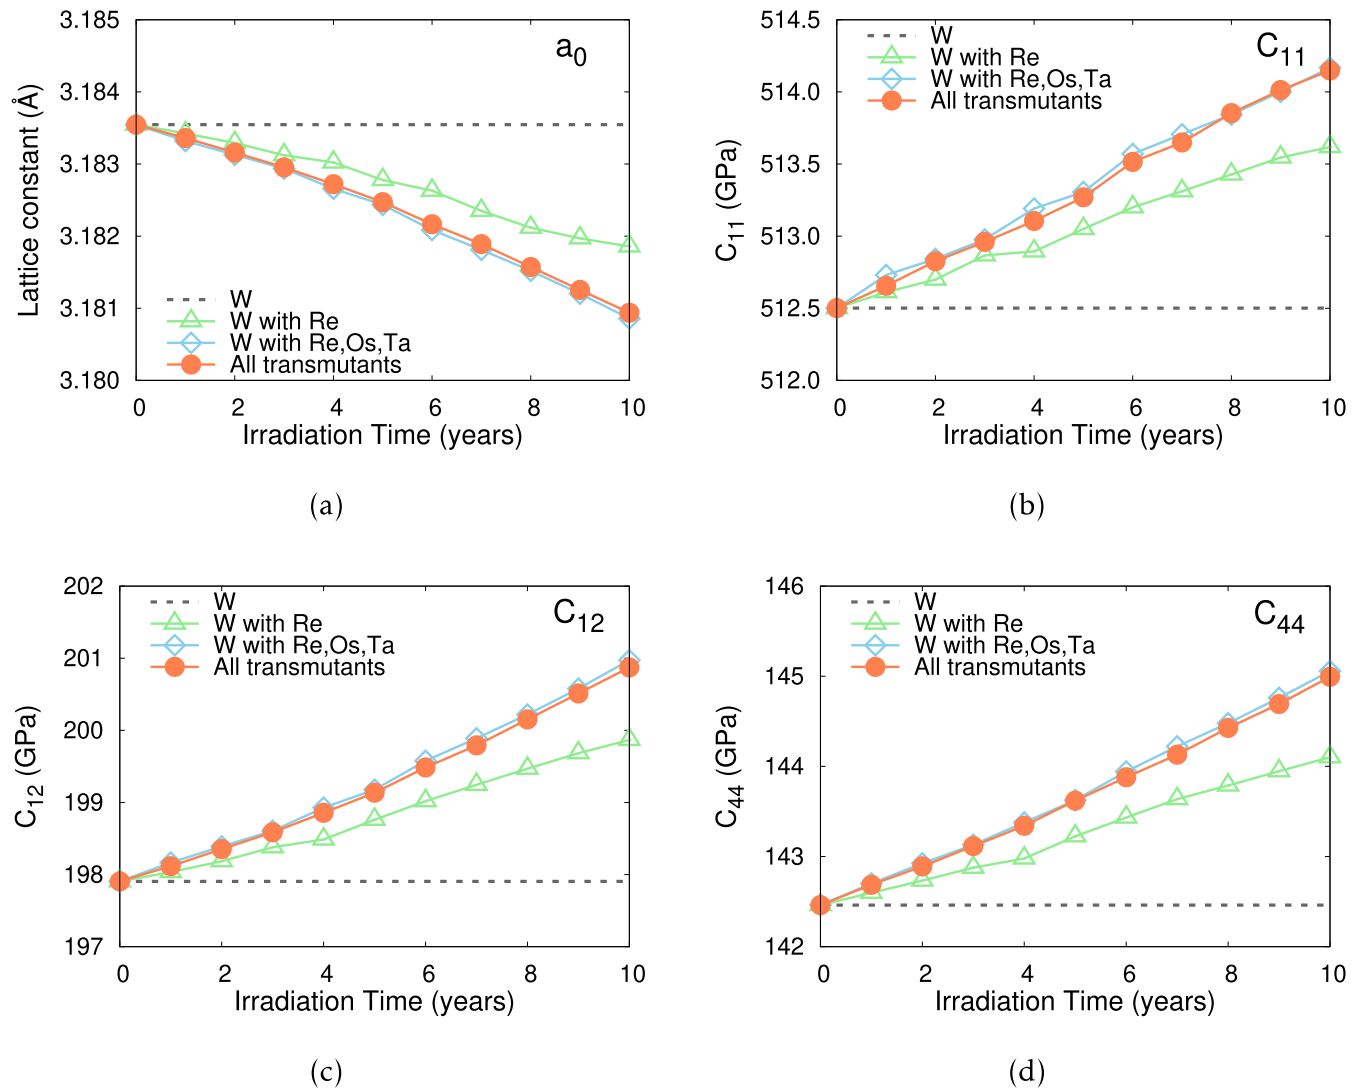 3.185
3.184
3.183
3.182
3.181
3.180
Lattice constant (Å)
a0
W
W with Re
W with Re,Os,Ta
All transmutants
0 2 4 6 8 10
Irradiation Time (years)
(a)
514.5
514.0
513.5
513.0
512.5
512.0
C11 (GPa)
W
W with Re
W with Re,Os,Ta
All transmutants
C11
0 2 4 6 8 10
Irradiation Time (years)
(b)
202
201
200
199
198
197
C12 (GPa)
W
W with Re
W with Re,Os,Ta
All transmutants
C12
0 2 4 6 8 10
Irradiation Time (years)
(c)
146
145
144
143
142
C44 (GPa)
W
W with Re
W with Re,Os,Ta
All transmutants
C44
0 2 4 6 8 10
Irradiation Time (years)
(d)